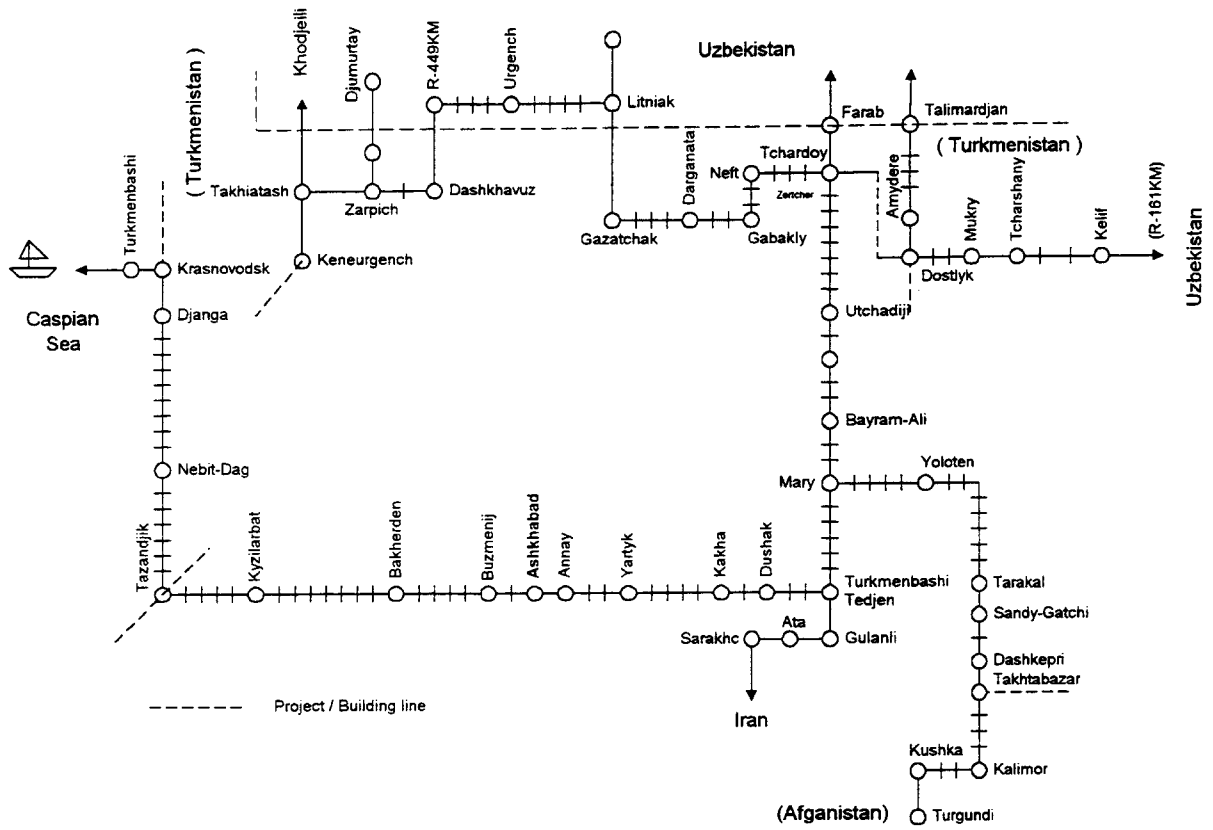 Uzbekistan
( Turkmenistan )
Khodjeili
Djumurtay
R-449KM
Urgench
Litniak
Farab
Talimardjan
( Turkmenistan )
Takhiatash
Zarpich
Dashkhavuz
Neft
Darganata
Tchardoy
Zertcher
Amydere
Mukry
Tcharshany
Kelif
(R-161KM)
Uzbekistan
Gazatchak
Gabakly
Dostlyk
Turkmenbashi
Krasnovodsk
Keneurgench
Caspian
Sea
Djanga
Utchadiji
Bayram-Ali
Nebit-Dag
Mary
Yoloten
Tazandjik
Kyzilarbat
Bakherden
Buzmenij
Ashkhabad
Annay
Yartyk
Kakha
Dushak
Turkmenbashi
Tedjen
Tarakal
Sandy-Gatchi
Sarakhc
Ata
Gulanli
Dashkepri
Takhtabazar
Project / Building line
Iran
Kushka
Kalimor
(Afganistan)
Turgundi